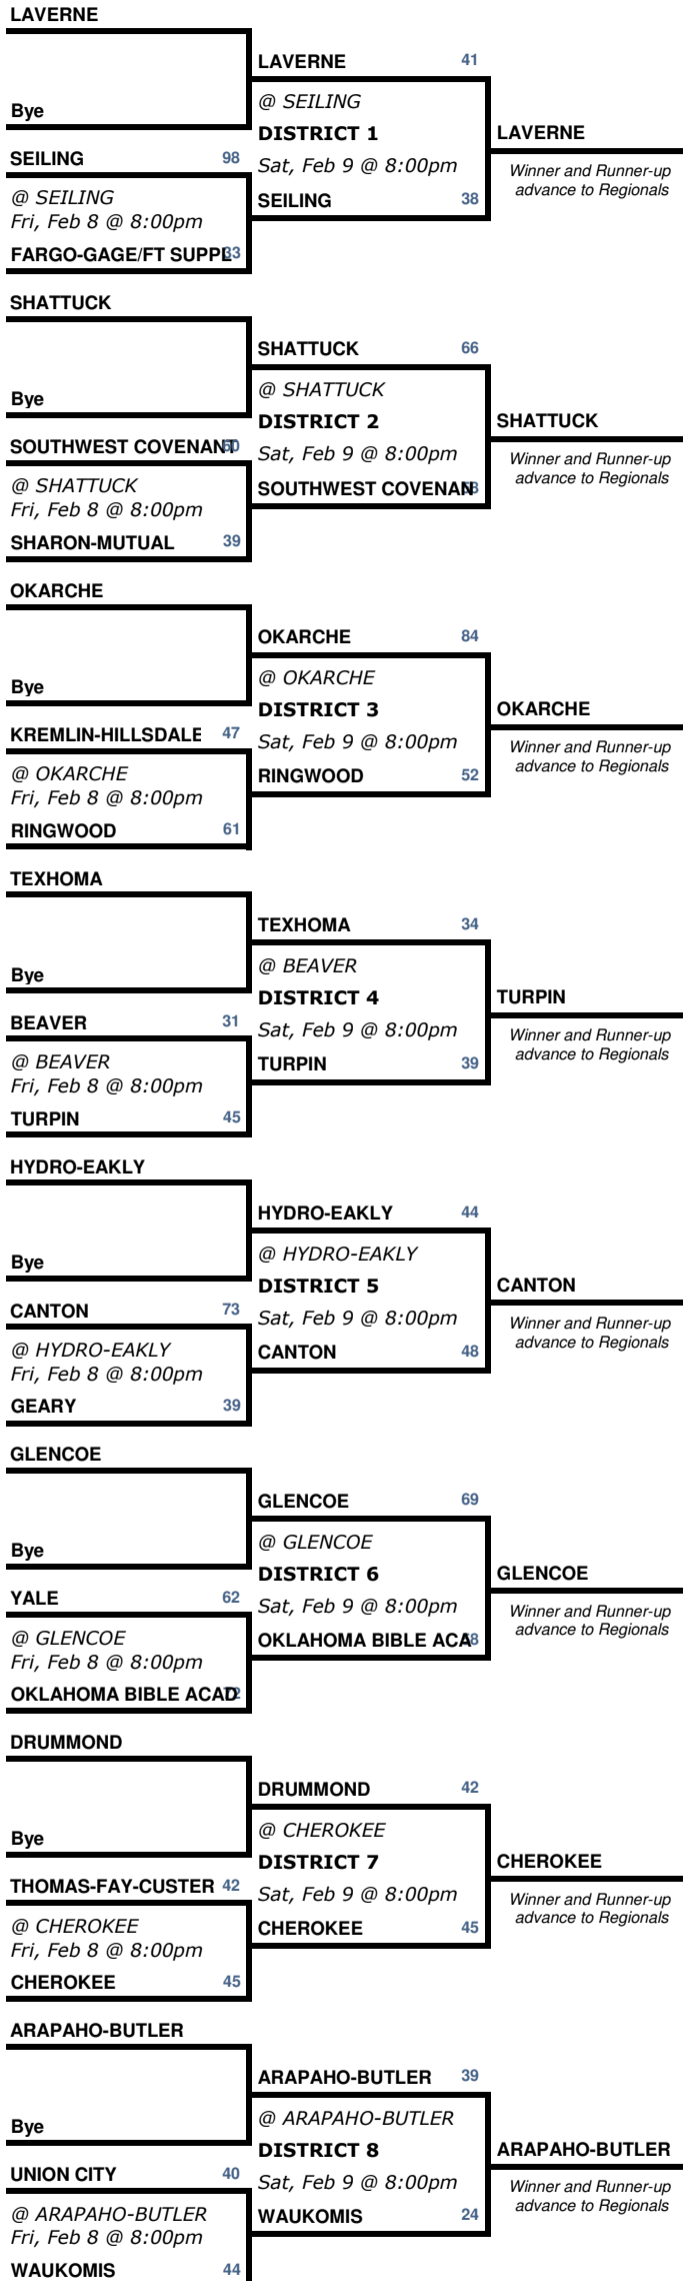 LAVERNE
LAVERNE 41
@ SEILING
Bye
DISTRICT 1
LAVERNE
SEILING 98
Sat, Feb 9 @ 8:00pm
Winner and Runner-up
advance to Regionals
@ SEILING
SEILING 38
Fri, Feb 8 @ 8:00pm
FARGO-GAGE/FT SUPPL 33
SHATTUCK
SHATTUCK 66
@ SHATTUCK
Bye
DISTRICT 2
SHATTUCK
SOUTHWEST COVENANT 60
Sat, Feb 9 @ 8:00pm
Winner and Runner-up
advance to Regionals
@ SHATTUCK
SOUTHWEST COVENAN
Fri, Feb 8 @ 8:00pm
SHARON-MUTUAL 39
OKARCHE
OKARCHE 84
@ OKARCHE
Bye
DISTRICT 3
OKARCHE
KREMLIN-HILLSDALE 47
Sat, Feb 9 @ 8:00pm
Winner and Runner-up
advance to Regionals
@ OKARCHE
RINGWOOD 52
Fri, Feb 8 @ 8:00pm
RINGWOOD 61
TEXHOMA
TEXHOMA 34
@ BEAVER
Bye
DISTRICT 4
TURPIN
BEAVER 31
Sat, Feb 9 @ 8:00pm
Winner and Runner-up
advance to Regionals
@ BEAVER
TURPIN 39
Fri, Feb 8 @ 8:00pm
TURPIN 45
HYDRO-EAKLY
HYDRO-EAKLY 44
@ HYDRO-EAKLY
Bye
DISTRICT 5
CANTON
CANTON 73
Sat, Feb 9 @ 8:00pm
Winner and Runner-up
advance to Regionals
@ HYDRO-EAKLY
CANTON 48
Fri, Feb 8 @ 8:00pm
GEARY 39
GLENCOE
GLENCOE 69
@ GLENCOE
Bye
DISTRICT 6
GLENCOE
YALE 62
Sat, Feb 9 @ 8:00pm
Winner and Runner-up
advance to Regionals
@ GLENCOE
OKLAHOMA BIBLE ACA
Fri, Feb 8 @ 8:00pm
OKLAHOMA BIBLE ACAD
DRUMMOND
DRUMMOND 42
@ CHEROKEE
Bye
DISTRICT 7
CHEROKEE
THOMAS-FAY-CUSTER 42
Sat, Feb 9 @ 8:00pm
Winner and Runner-up
advance to Regionals
@ CHEROKEE
CHEROKEE 45
Fri, Feb 8 @ 8:00pm
CHEROKEE 45
ARAPAHO-BUTLER
ARAPAHO-BUTLER 39
@ ARAPAHO-BUTLER
Bye
DISTRICT 8
ARAPAHO-BUTLER
UNION CITY 40
Sat, Feb 9 @ 8:00pm
Winner and Runner-up
advance to Regionals
@ ARAPAHO-BUTLER
WAUKOMIS 24
Fri, Feb 8 @ 8:00pm
WAUKOMIS 44